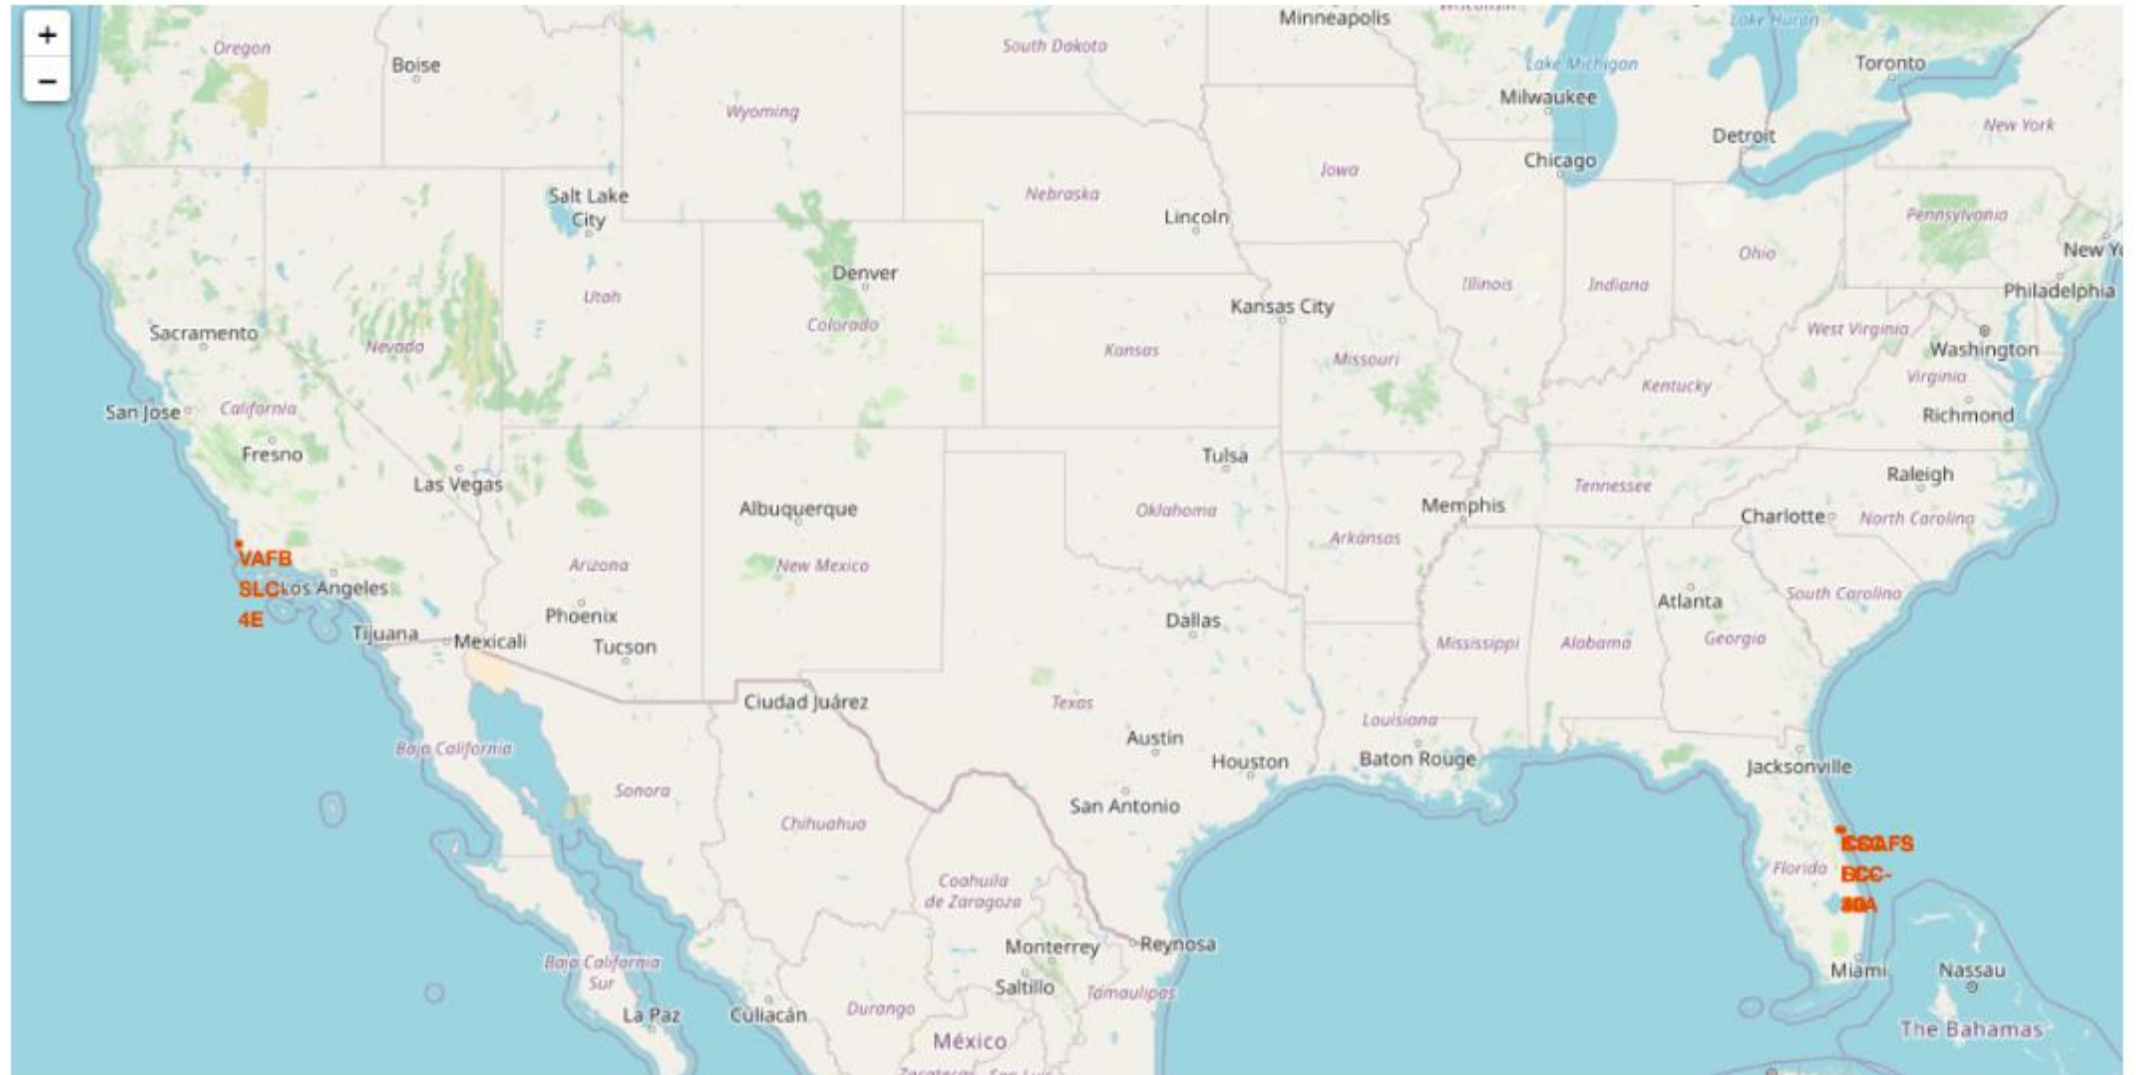 +
−
Oregon
Boise
South Dakota
Minneapolis
Lake Michigan
Lake Huron
Toronto
Wyoming
Milwaukee
New York
Detroit
Chicago
Iowa
Nebraska
Salt Lake
City
Lincoln
Pennsylvania
New Yo
Ohio
Denver
Illinois
Indiana
Utah
Kansas City
Philadelphia
Colorado
Sacramento
Nevada
Kansas
Missouri
West Virginia
Washington
Virginia
Kentucky
San Jose
California
Richmond
Fresno
Las Vegas
Tulsa
Raleigh
Tennessee
Albuquerque
Oklahoma
Memphis
Charlotte
North Carolina
Arkansas
VAFB
SLC-
4E
Los Angeles
Arizona
New Mexico
Atlanta
South Carolina
Phoenix
Dallas
Tijuana
Mexicali
Tucson
Mississippi
Alabama
Georgia
Ciudad Juárez
Texas
Louisiana
Baja California
Austin
Houston
Baton Rouge
Jacksonville
Sonora
San Antonio
Chihuahua
Florida
Coahuila
de Zaragoza
Monterrey
Reynosa
Baja California
Sur
Saltillo
Tamaulipas
Miami
Nassau
La Paz
Culiacán
Durango
México
The Bahamas